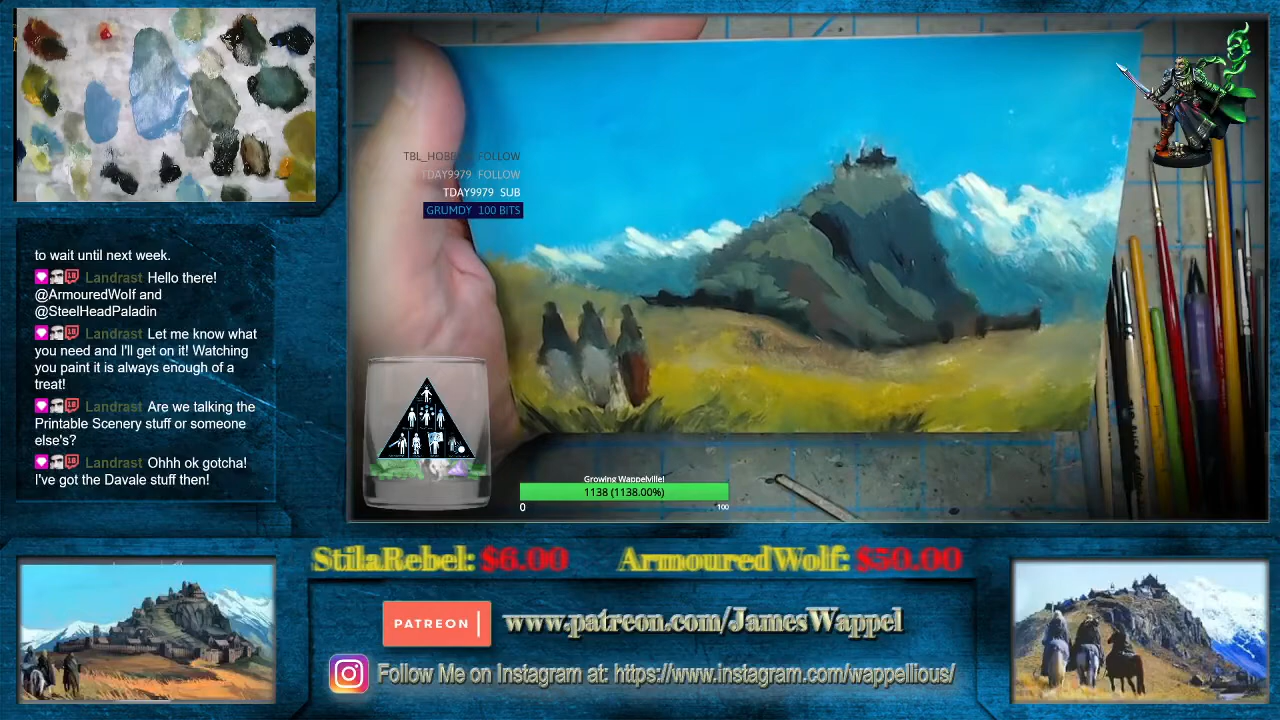 to wait until next week.
Landrast Hello there!
@ArmouredWolf and
@SteelHeadPaladin
Landrast Let me know what
you need and I'll get on it! Watching
you paint it is always enough of a
treat!
Landrast Are we talking the
Printable Scenery stuff or someone
else's?
Landrast Ohhh ok gotcha!
I've got the Davale stuff then!
FOLLOW
TDAY9979 FOLLOW
TDAY9979 SUB
GRUMDY 100 BITS
Growing Wappelville!
1138 (1138.00%)
0 100
StilaRebel: $6.00 ArmouredWolf: $50.00
PATREON www.patreon.com/JamesWappel
Follow Me on Instagram at: https://www.instagram.com/wappellious/